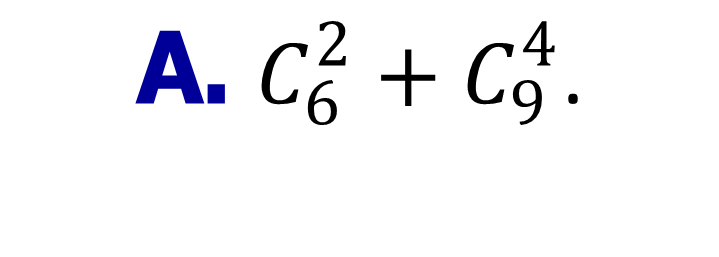 A. $C_6^2 + C_9^4$.